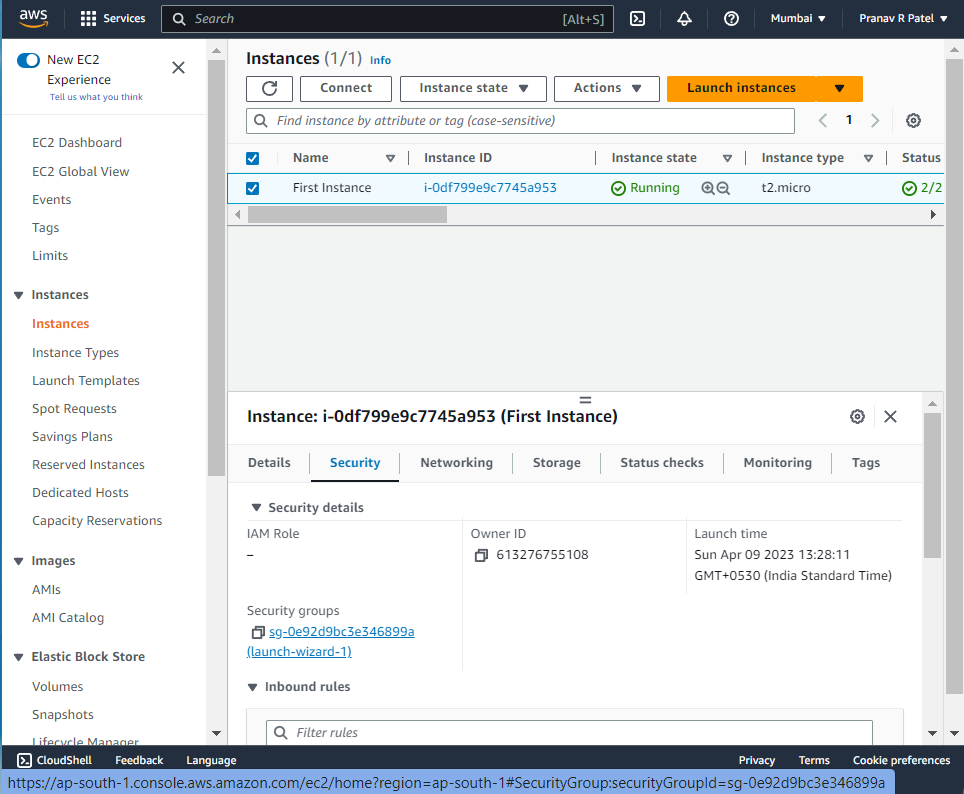 aws Services Search [Alt+S] Mumbai Pranav R Patel
New EC2
Experience
Tell us what you think
EC2 Dashboard
EC2 Global View
Events
Tags
Limits
Instances
Instances
Instance Types
Launch Templates
Spot Requests
Savings Plans
Reserved Instances
Dedicated Hosts
Capacity Reservations
Images
AMIs
AMI Catalog
Elastic Block Store
Volumes
Snapshots
Lifecycle Manager
Instances (1/1) Info
Connect Instance state Actions Launch instances
Find instance by attribute or tag (case-sensitive) 1
Name Instance ID Instance state Instance type Status
First Instance i-0df799e9c7745a953 Running t2.micro 2/2
Instance: i-0df799e9c7745a953 (First Instance)
Details Security Networking Storage Status checks Monitoring Tags
Security details
IAM Role
–
Owner ID
613276755108
Launch time
Sun Apr 09 2023 13:28:11
GMT+0530 (India Standard Time)
Security groups
sg-0e92d9bc3e346899a
(launch-wizard-1)
Inbound rules
Filter rules
CloudShell Feedback Language Privacy Terms Cookie preferences
https://ap-south-1.console.aws.amazon.com/ec2/home?region=ap-south-1#SecurityGroup:securityGroupId=sg-0e92d9bc3e346899a